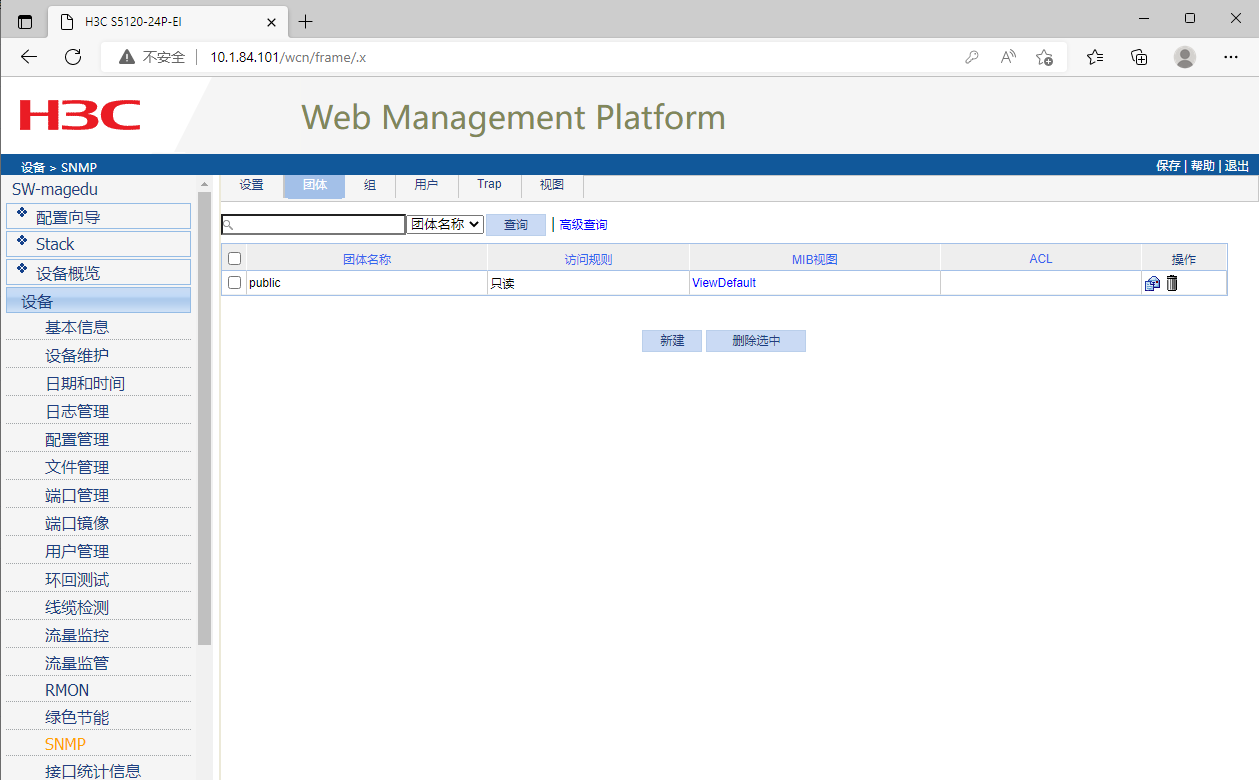 H3C S5120-24P-EI
不安全 | 10.1.84.101/wcn/frame/.x
H3C
Web Management Platform
设备 > SNMP
保存 | 帮助 | 退出
SW-magedu
配置向导
Stack
设备概览
设备
基本信息
设备维护
日期和时间
日志管理
配置管理
文件管理
端口管理
端口镜像
用户管理
环回测试
线缆检测
流量监控
流量监管
RMON
绿色节能
SNMP
接口统计信息
设置 团体 组 用户 Trap 视图
团体名称 查询 | 高级查询
团体名称 访问规则 MIB视图 ACL 操作
public 只读 ViewDefault
新建 删除选中